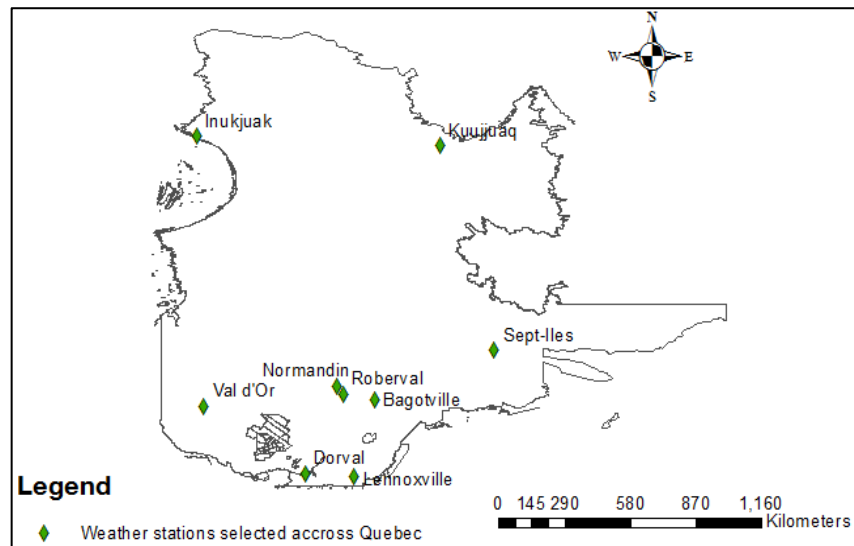 N
W E
S
Inukjuak
Kuujjuaq
Sept-Iles
Normandin
Roberval
Val d'Or
Bagotville
Dorval
Lennoxville
Legend
Weather stations selected accross Quebec
0 145 290 580 870 1,160
Kilometers